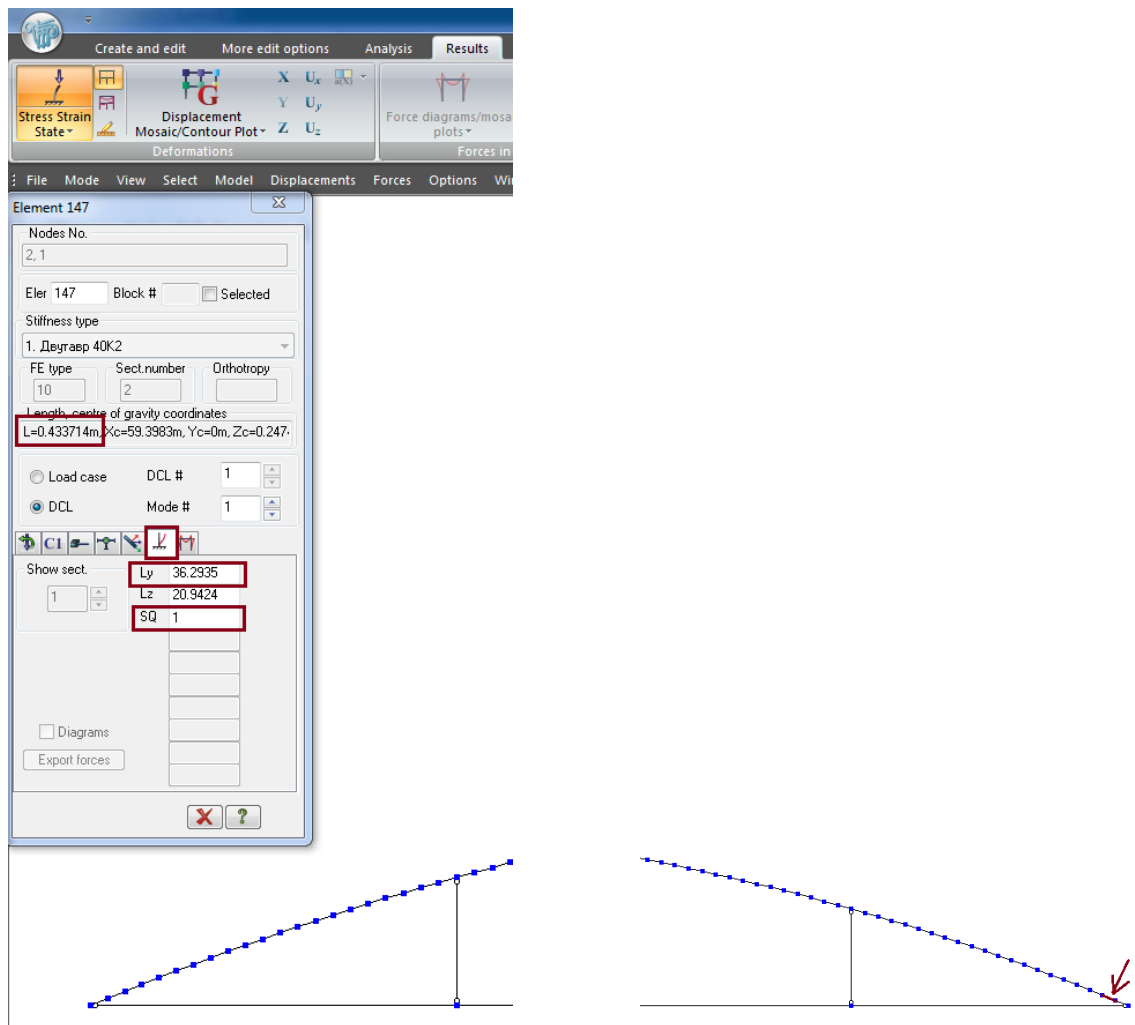 Create and edit More edit options Analysis Results
X Ux
Y Uy
Z Uz
G
Stress Strain State
Displacement Mosaic/Contour Plot
Force diagrams/mosa
plots
Deformations
Forces in
File Mode View Select Model Displacements Forces Options Wi
Element 147
Nodes No.
2, 1
Eler 147 Block # Selected
Stiffness type
1. Двутавр 40К2
FE type Sect.number Orthotropy
10 2
Length, centre of gravity coordinates
L=0.433714m, Xc=59.3983m, Yc=0m, Zc=0.247
Load case DCL # 1
DCL Mode # 1
C1
Show sect.
1
Ly 36.2935
Lz 20.9424
SQ 1
Diagrams
Export forces